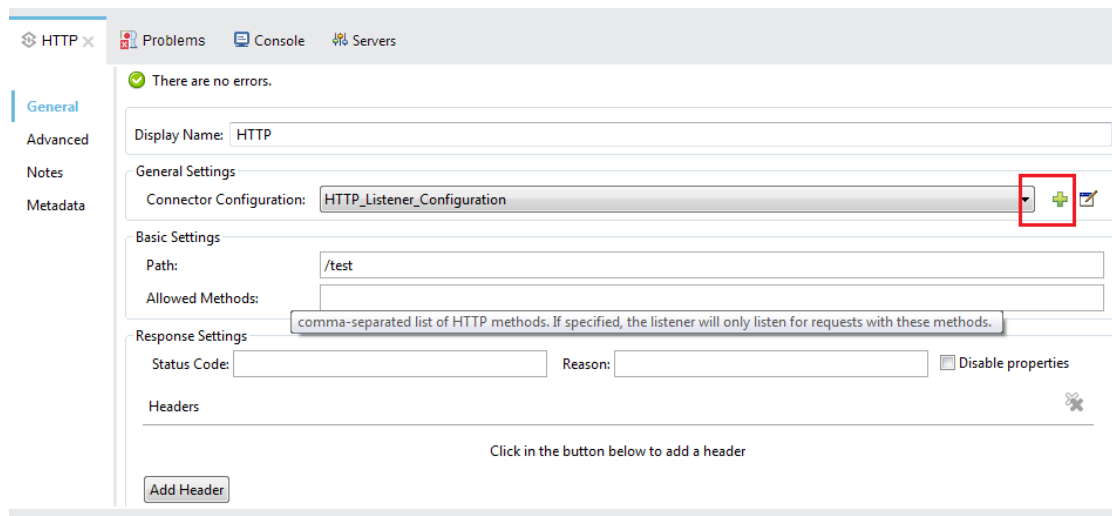 HTTP Problems Console Servers
There are no errors.
General
Display Name: HTTP
Advanced
Notes
General Settings
Metadata
Connector Configuration: HTTP_Listener_Configuration
Basic Settings
Path: /test
Allowed Methods:
comma-separated list of HTTP methods. If specified, the listener will only listen for requests with these methods.
Response Settings
Status Code: Reason: Disable properties
Headers
Click in the button below to add a header
Add Header